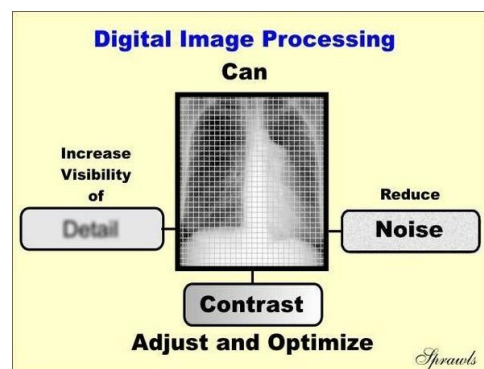 Digital Image Processing
Can
Increase
Visibility
of
Detail
Reduce
Noise
Contrast
Adjust and Optimize
Sprawls